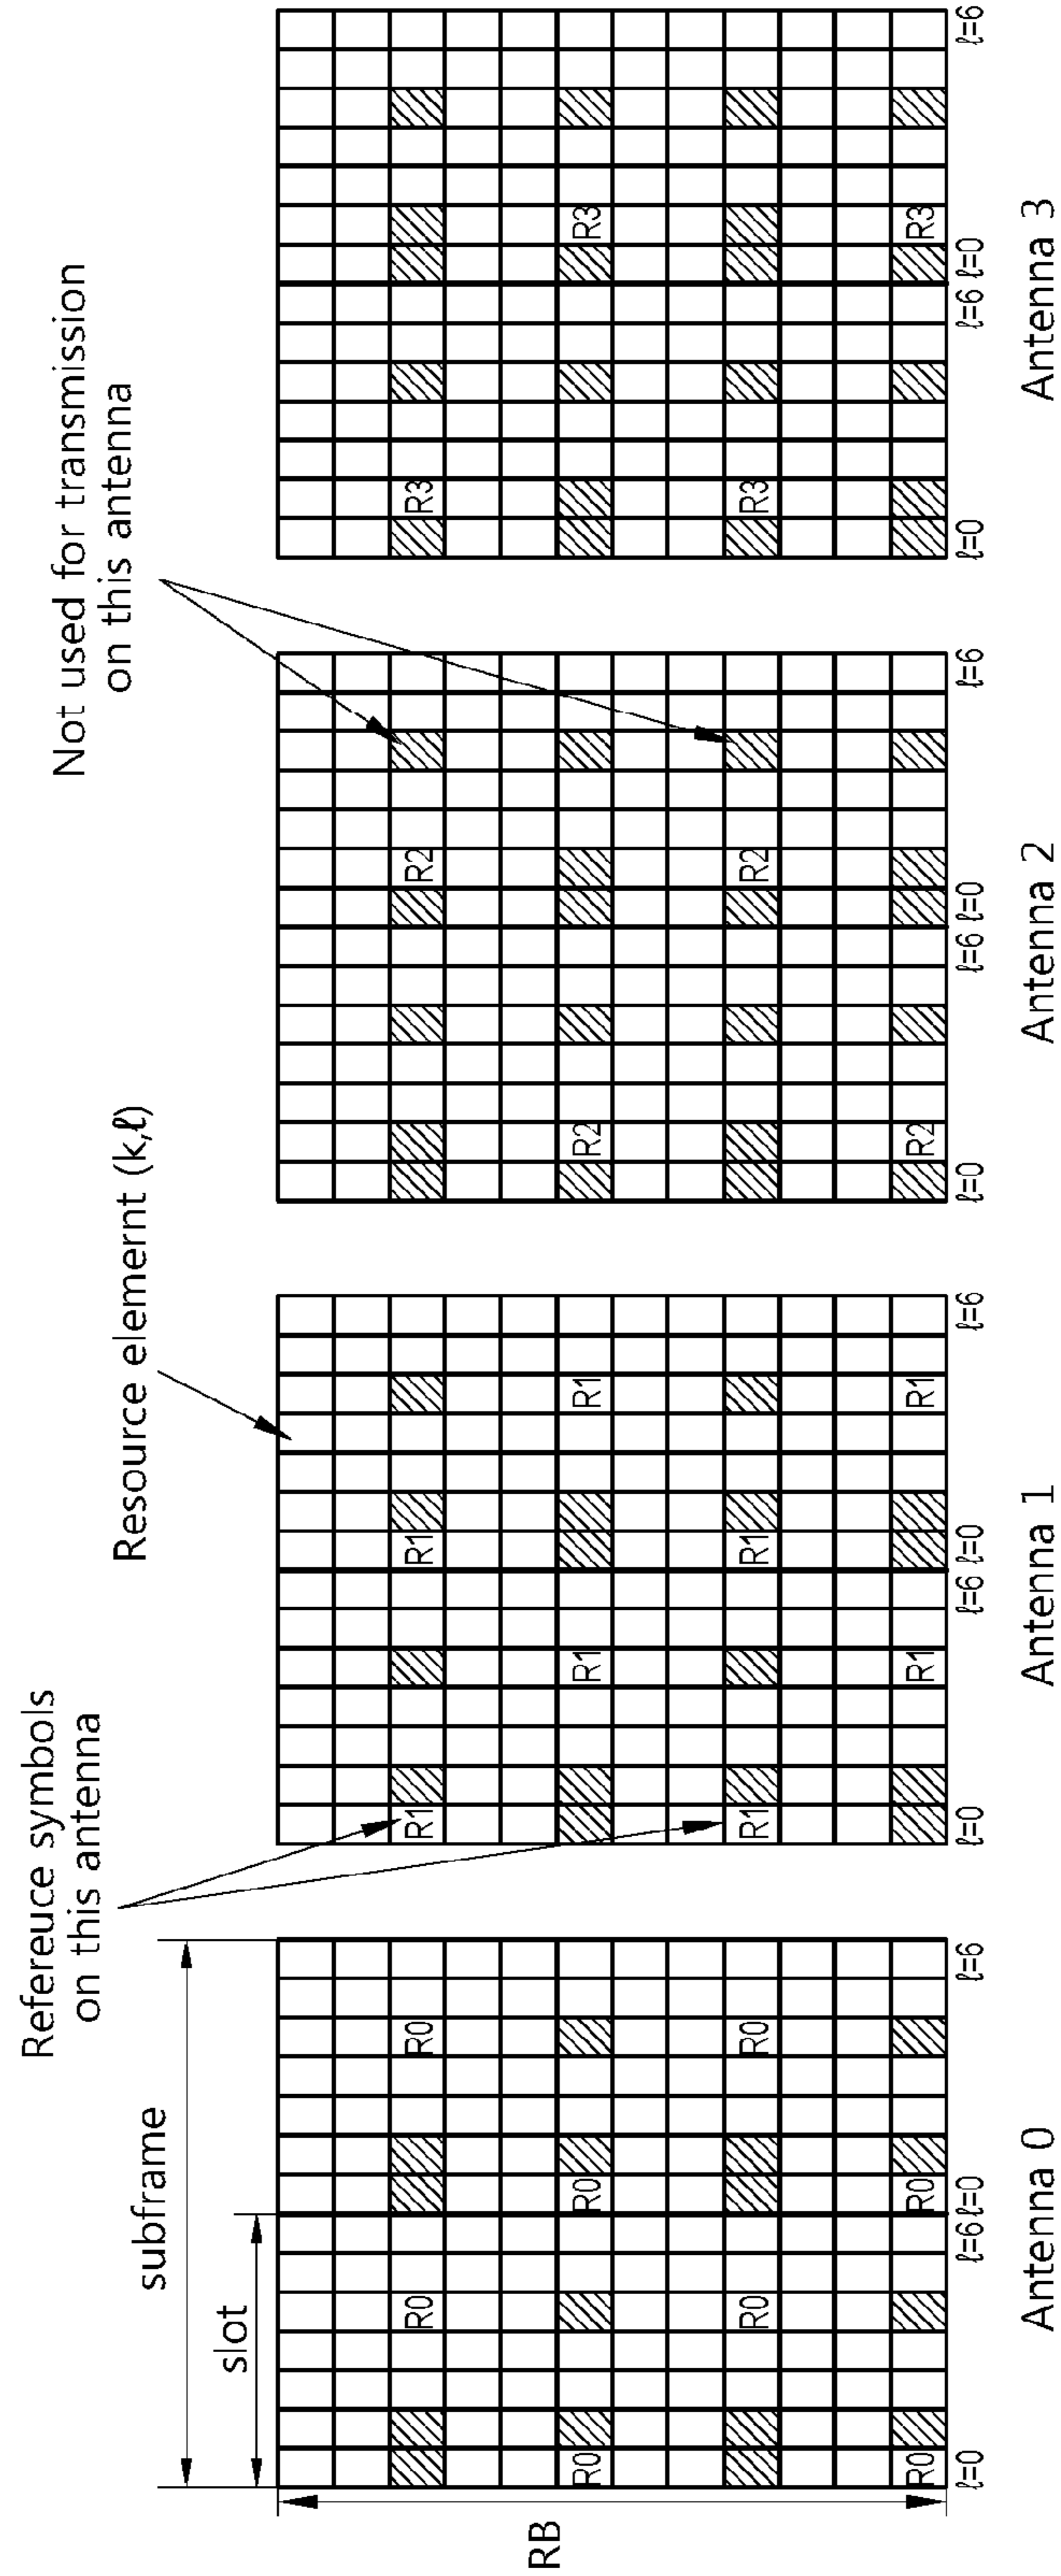 Refereuce symbols
on this antenna
Not used for transmission
on this antenna
Resource elemernt (k,ℓ)
subframe
slot
R0 R0 R1 R1 R2 R3
RB
R0 R0 R1 R1 R2 R3
R0 R0 R1 R1 R2 R3
R0 R0 R1 R1 R2 R3
ℓ=0 ℓ=6 ℓ=0 ℓ=6 ℓ=0 ℓ=6 ℓ=0 ℓ=6 ℓ=0 ℓ=6 ℓ=0 ℓ=6 ℓ=0 ℓ=6 ℓ=0 ℓ=6
Antenna 0 Antenna 1 Antenna 2 Antenna 3